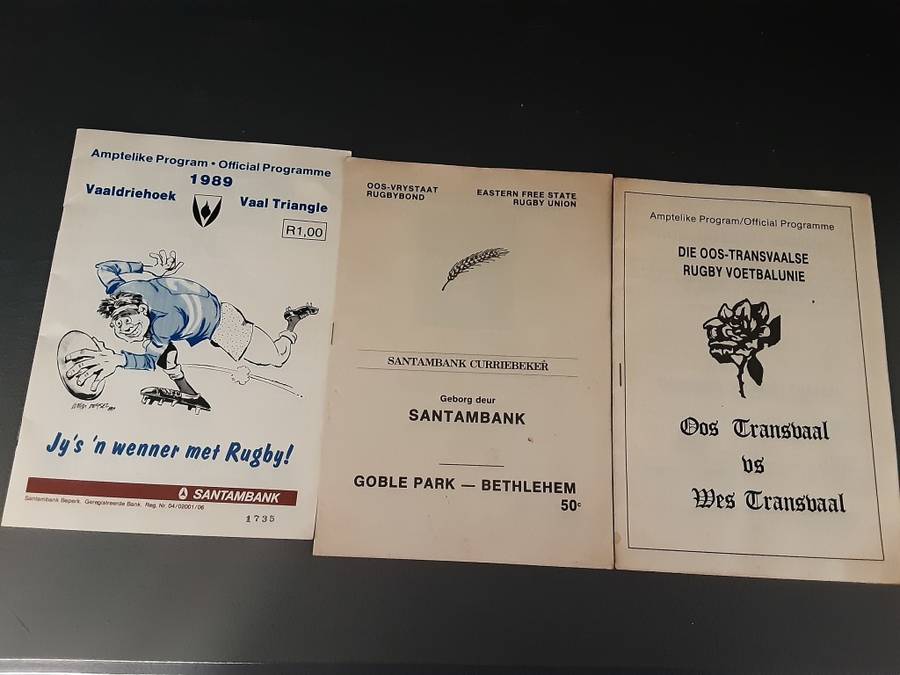 Amptelike Program • Official Programme
1989
Vaaldriehoek
Vaal Triangle
R1,00
Jy's 'n wenner met Rugby!
SANTAMBANK
Santambank Beperk. Geregistreerde Bank. Reg. Nr. 54/02001/06
1735
OOS-VRYSTAAT
RUGBYBOND
EASTERN FREE STATE
RUGBY UNION
SANTAMBANK CURRIEBEKER
Geborg deur
SANTAMBANK
GOBLE PARK — BETHLEHEM
50c
Amptelike Program/Official Programme
DIE OOS-TRANSVAALSE
RUGBY VOETBALUNIE
Oos Transvaal
vs
Wes Transvaal